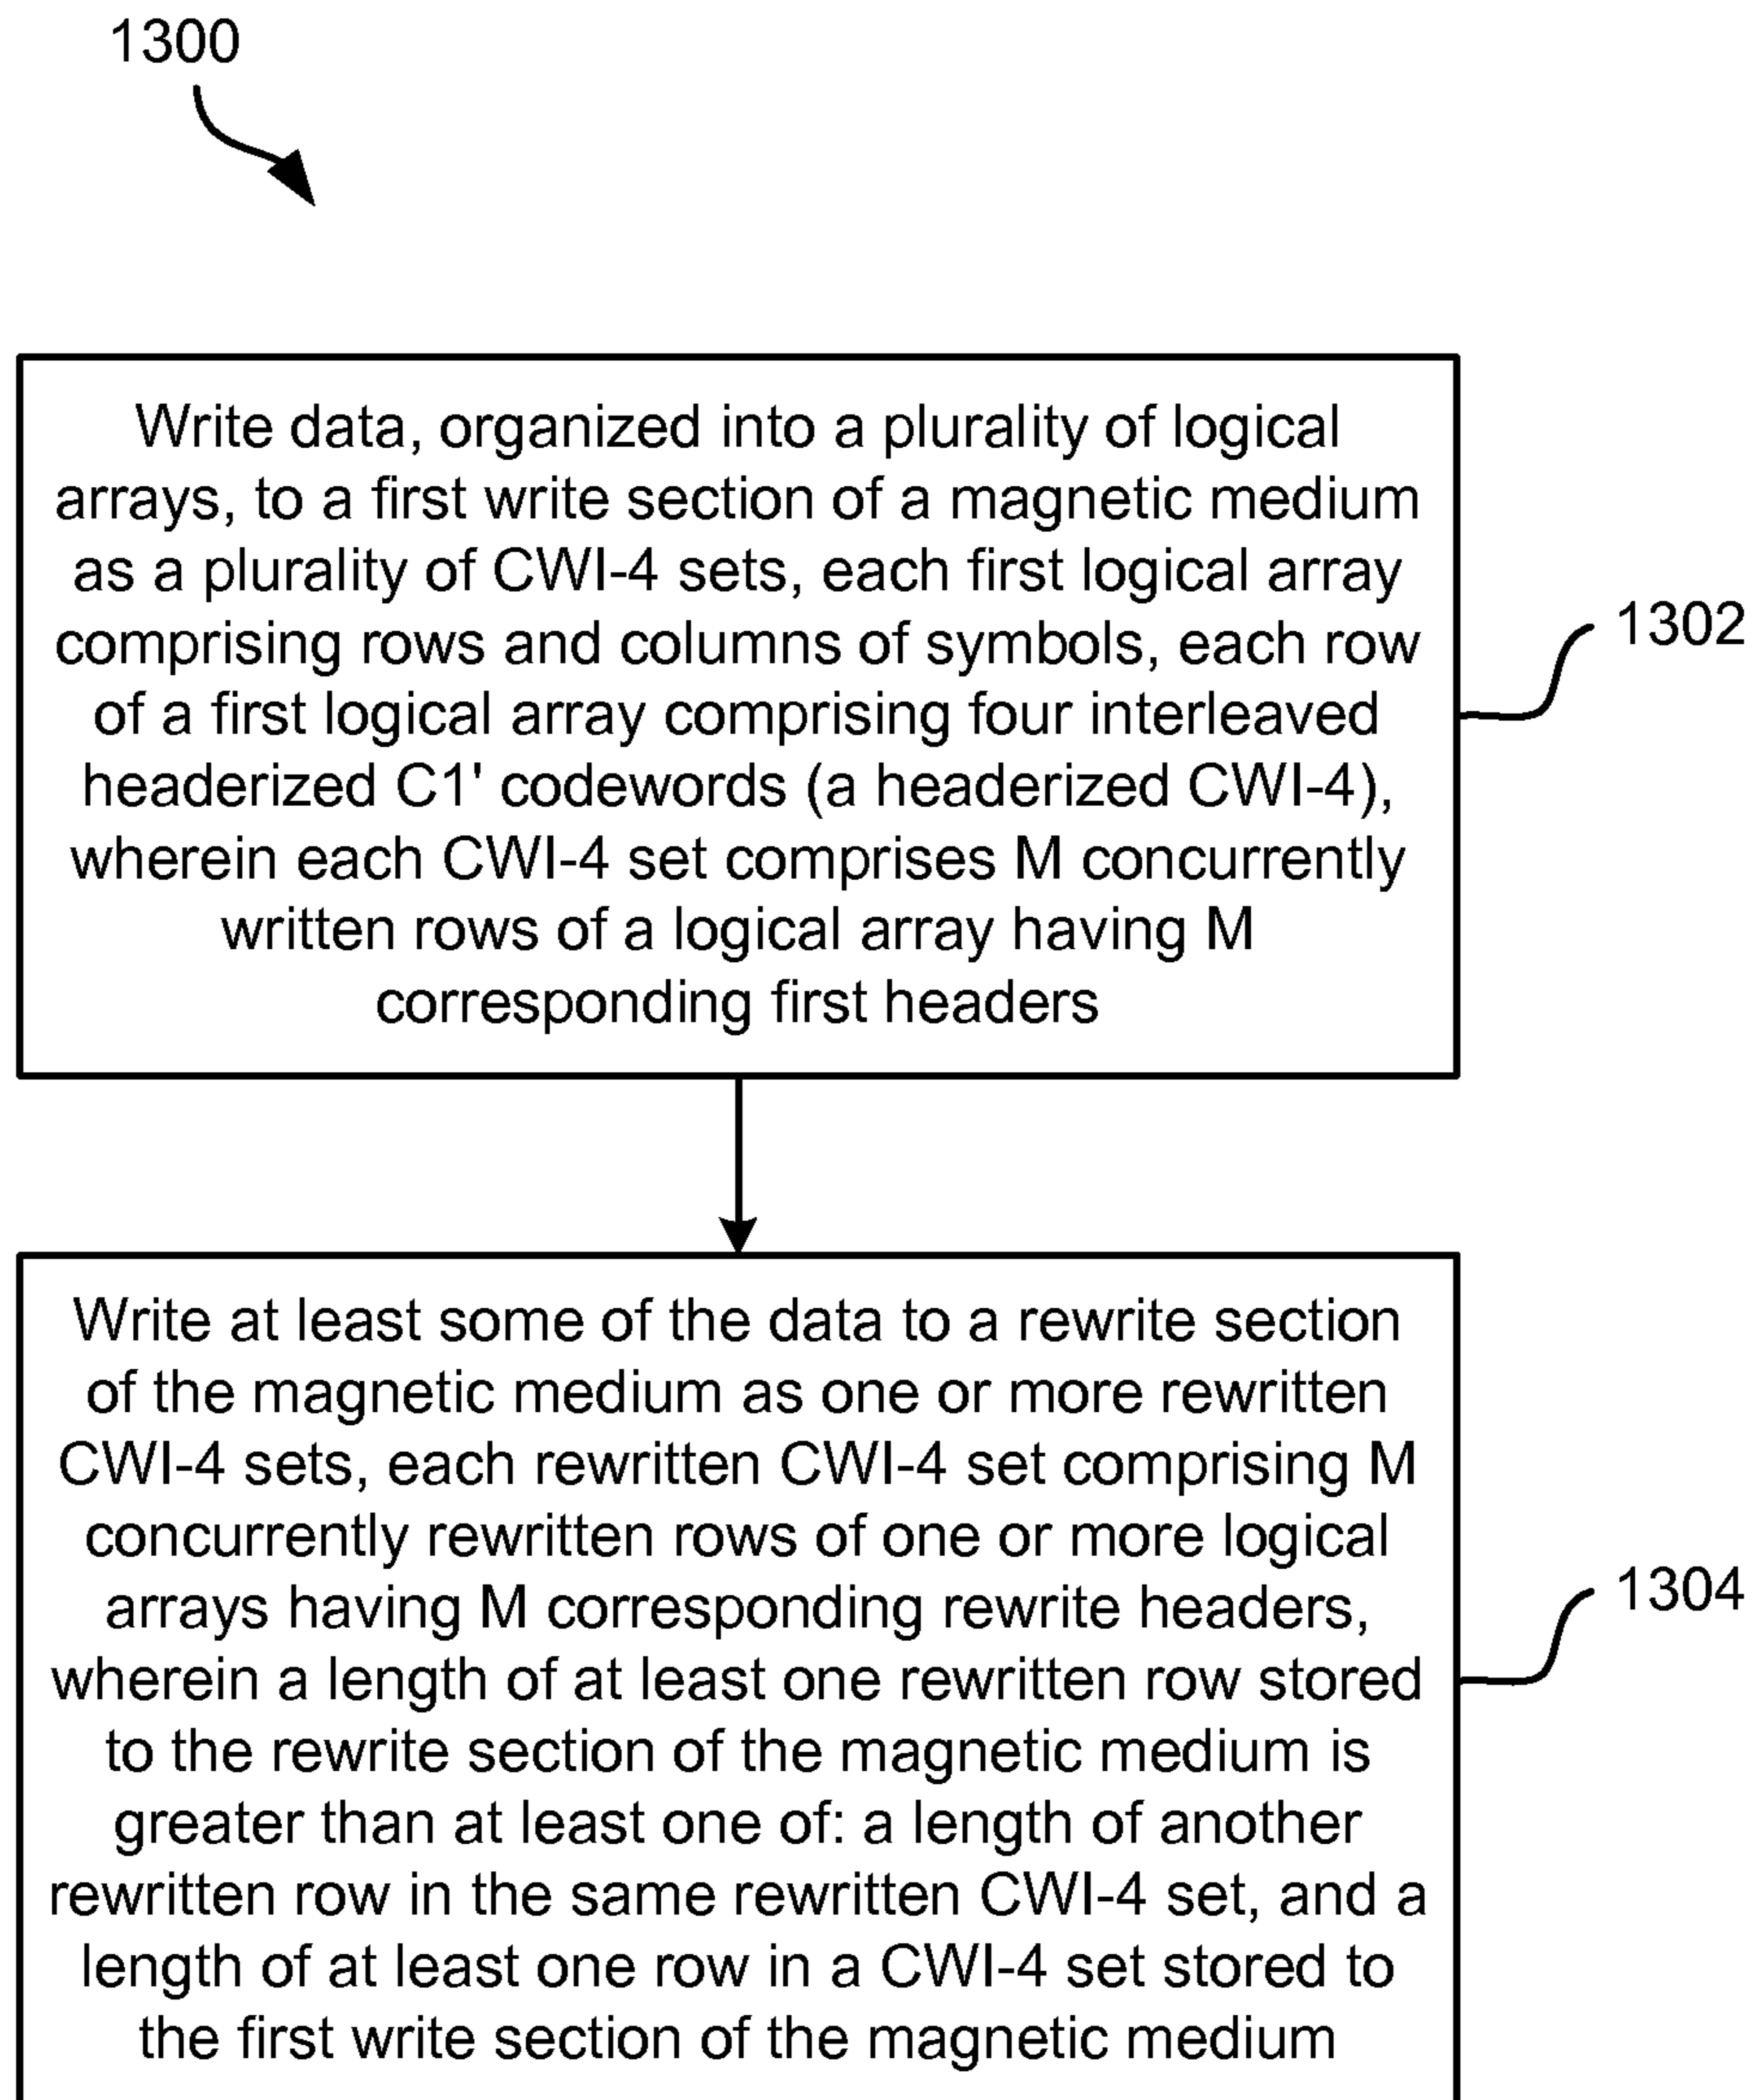 1300
Write data, organized into a plurality of logical
arrays, to a first write section of a magnetic medium
as a plurality of CWI-4 sets, each first logical array
comprising rows and columns of symbols, each row
of a first logical array comprising four interleaved
headerized C1' codewords (a headerized CWI-4),
wherein each CWI-4 set comprises M concurrently
written rows of a logical array having M
corresponding first headers
1302
Write at least some of the data to a rewrite section
of the magnetic medium as one or more rewritten
CWI-4 sets, each rewritten CWI-4 set comprising M
concurrently rewritten rows of one or more logical
arrays having M corresponding rewrite headers,
wherein a length of at least one rewritten row stored
to the rewrite section of the magnetic medium is
greater than at least one of: a length of another
rewritten row in the same rewritten CWI-4 set, and a
length of at least one row in a CWI-4 set stored to
the first write section of the magnetic medium
1304